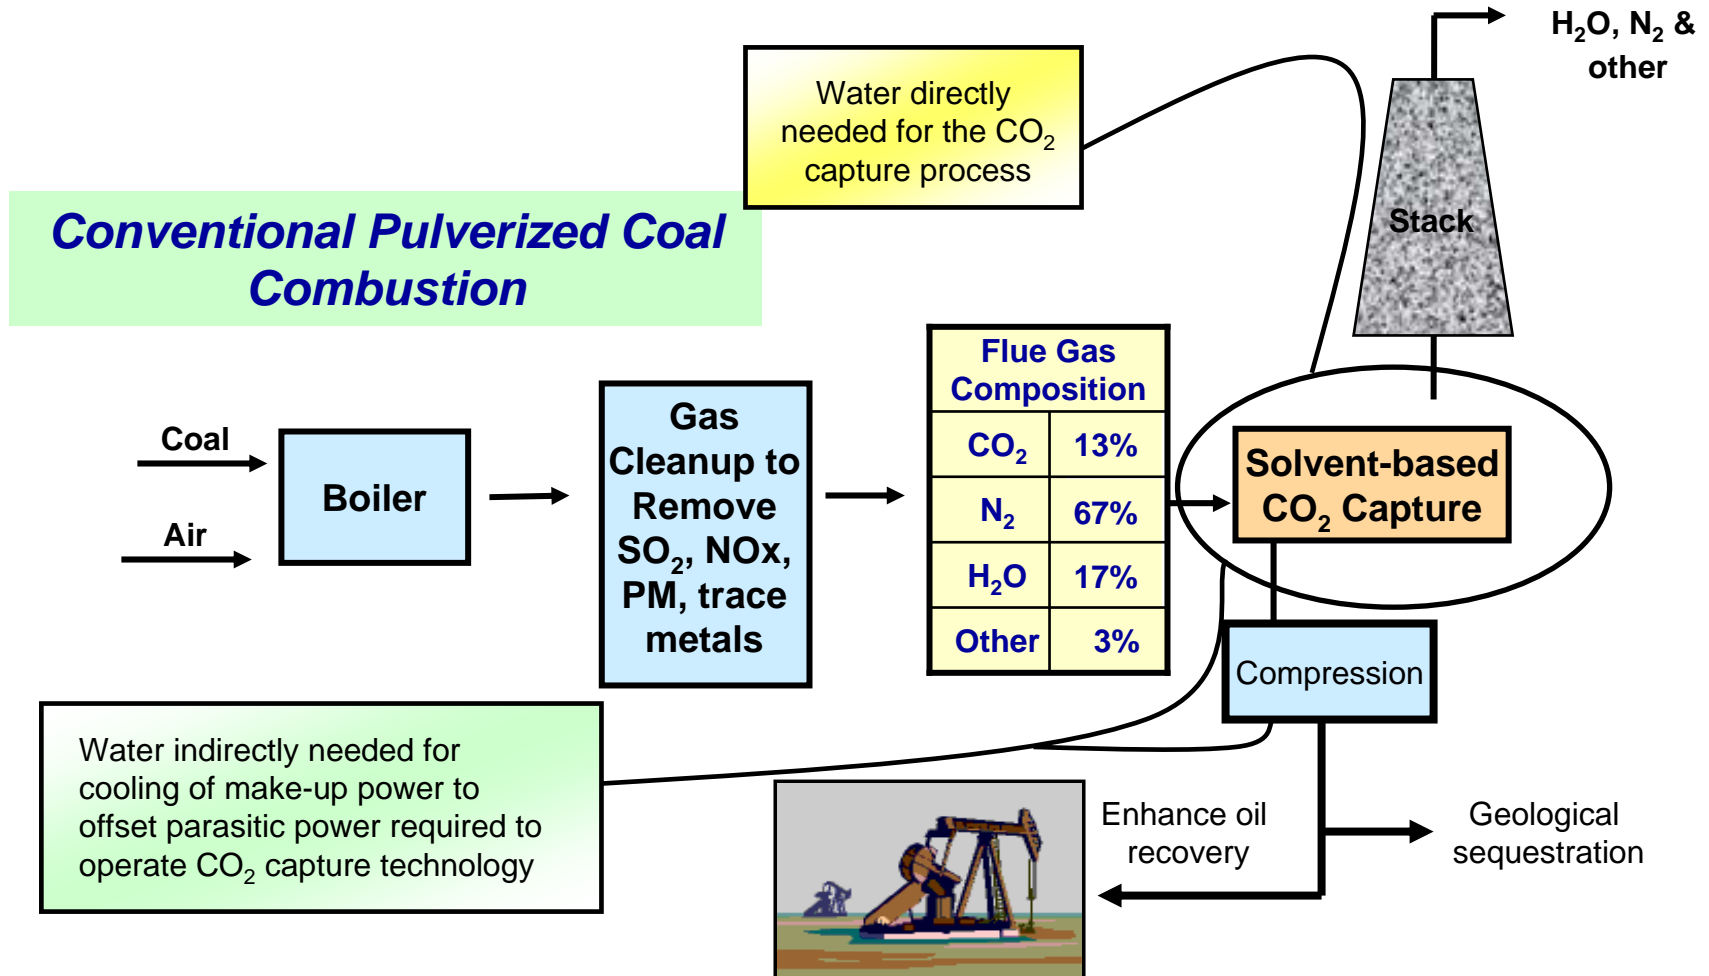 H₂O, N₂ &
other
Water directly
needed for the CO₂
capture process
Stack
Conventional Pulverized Coal
Combustion
Flue Gas
Composition
CO₂ 13%
N₂ 67%
H₂O 17%
Other 3%
Coal
Air
Boiler
Gas
Cleanup to
Remove
SO₂, NOx,
PM, trace
metals
Solvent-based
CO₂ Capture
Compression
Water indirectly needed for
cooling of make-up power to
offset parasitic power required to
operate CO₂ capture technology
Enhance oil
recovery
Geological
sequestration